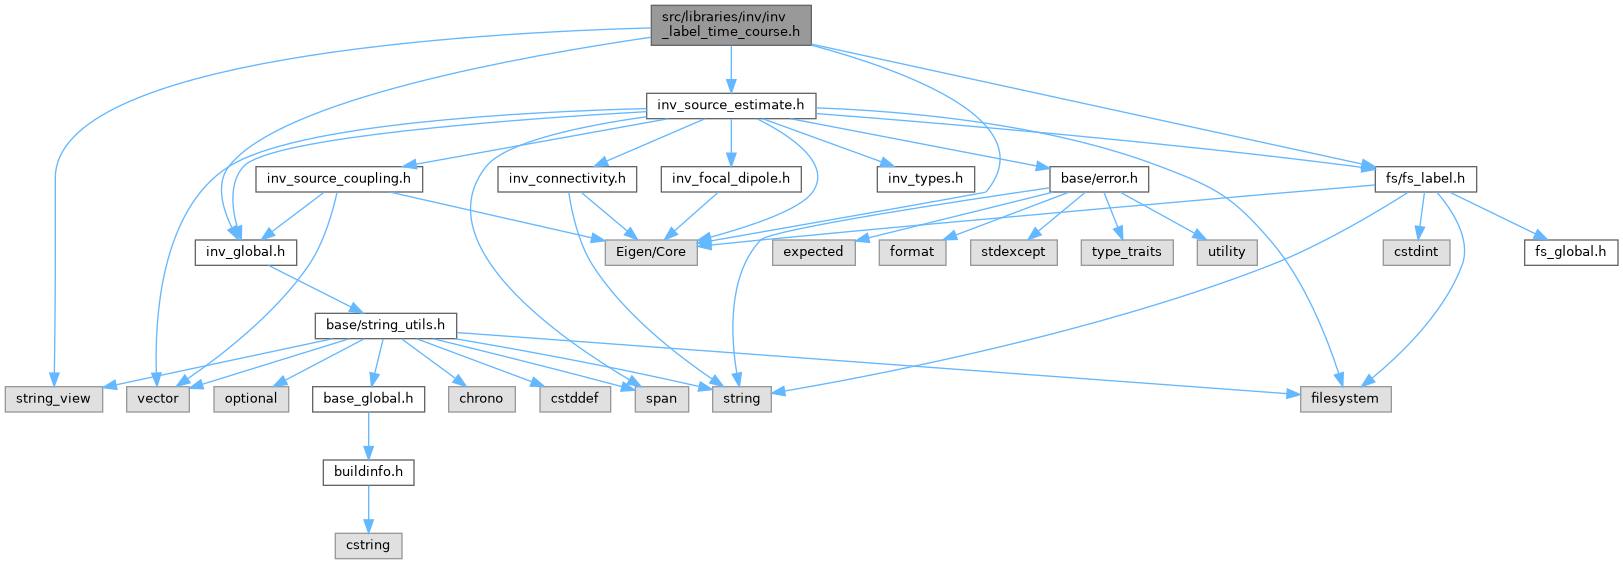 src/libraries/inv/inv
_label_time_course.h
inv_source_estimate.h
inv_source_coupling.h
inv_connectivity.h
inv_focal_dipole.h
inv_types.h
base/error.h
fs/fs_label.h
inv_global.h
Eigen/Core
expected
format
stdexcept
type_traits
utility
cstdint
fs_global.h
base/string_utils.h
string_view
vector
optional
base_global.h
chrono
cstddef
span
string
filesystem
buildinfo.h
cstring